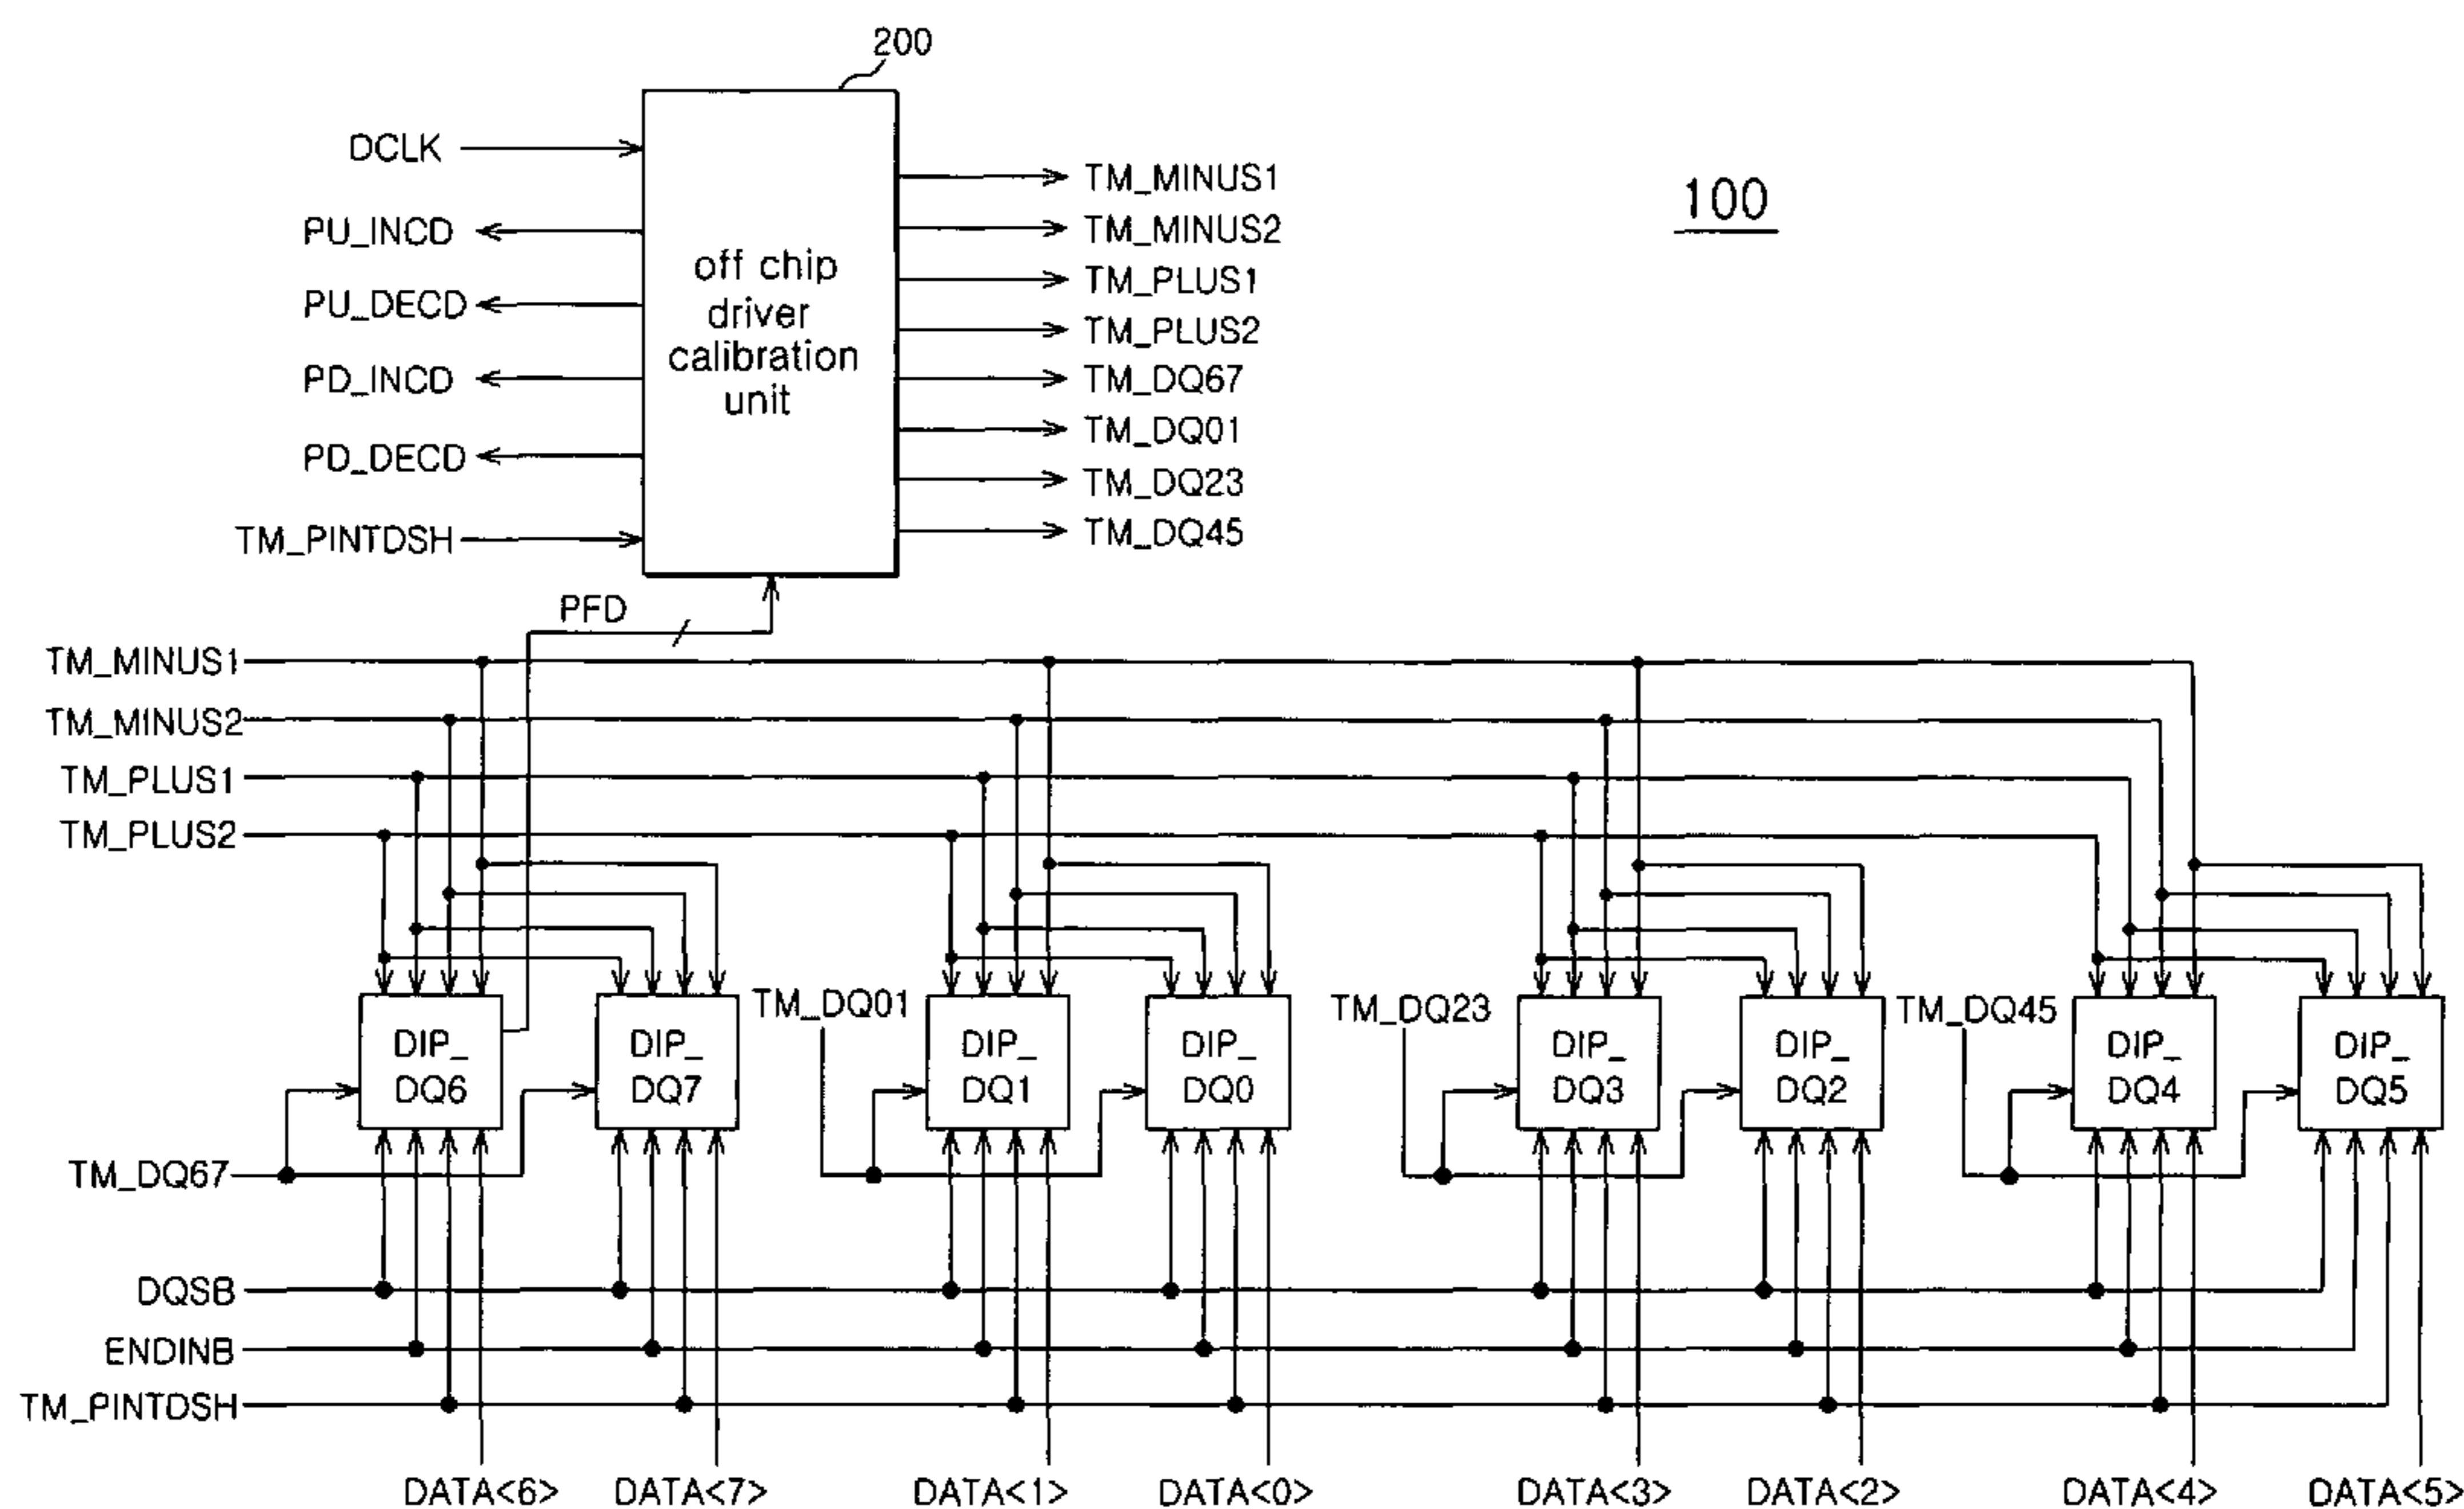 200
DCLK
PU_INCD
PU_DECD
PD_INCD
PD_DECD
TM_PINTDSH
off chip
driver
calibration
unit
TM_MINUS1
TM_MINUS2
TM_PLUS1
TM_PLUS2
TM_DQ67
TM_DQ01
TM_DQ23
TM_DQ45
100
PFD
TM_MINUS1
TM_MINUS2
TM_PLUS1
TM_PLUS2
DIP_
DQ6
DIP_
DQ7
TM_DQ01
DIP_
DQ1
DIP_
DQ0
TM_DQ23
DIP_
DQ3
DIP_
DQ2
TM_DQ45
DIP_
DQ4
DIP_
DQ5
TM_DQ67
DQSB
ENDINB
TM_PINTDSH
DATA<6> DATA<7> DATA<1> DATA<0> DATA<3> DATA<2> DATA<4> DATA<5>